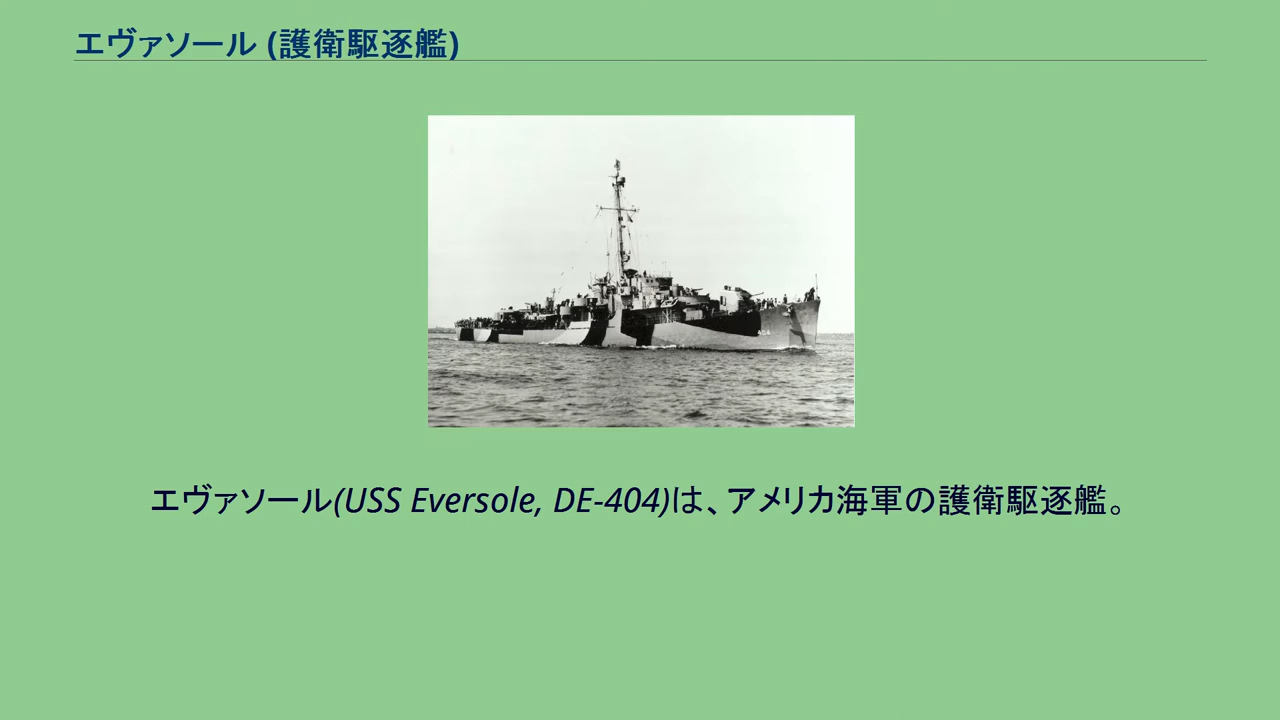 エヴァソール (護衛駆逐艦)
エヴァソール(USS Eversole, DE-404)は、アメリカ海軍の護衛駆逐艦。